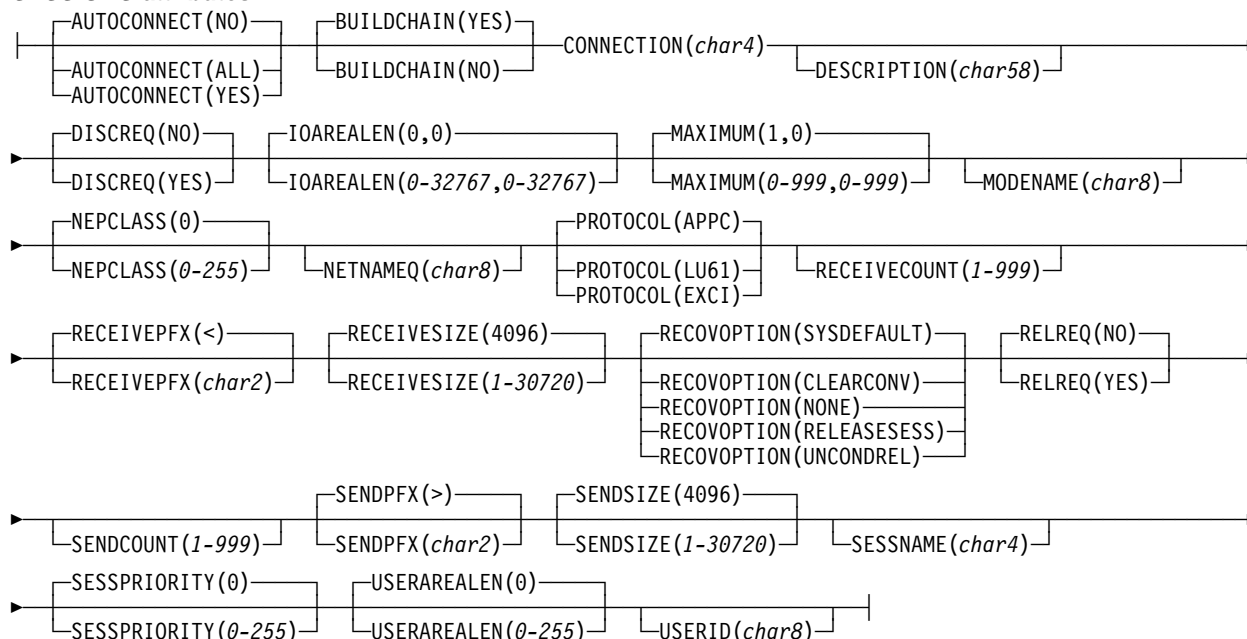 AUTOCONNECT(NO) BUILDCHAIN(YES)
CONNECTION(char4)
AUTOCONNECT(ALL) BUILDCHAIN(NO) DESCRIPTION(char58)
AUTOCONNECT(YES)
DISCREQ(NO) IOAREALEN(0,0) MAXIMUM(1,0)
DISCREQ(YES) IOAREALEN(0-32767,0-32767) MAXIMUM(0-999,0-999) MODENAME(char8)
NEPCLASS(0) PROTOCOL(APPC)
NEPCLASS(0-255) NETNAMEQ(char8) PROTOCOL(LU61) RECEIVECOUNT(1-999)
PROTOCOL(EXCI)
RECEIVEPFX(<) RECEIVESIZE(4096) RECOVOPTION(SYSDEFAULT) RELREQ(NO)
RECEIVEPFX(char2) RECEIVESIZE(1-30720) RECOVOPTION(CLEARCONV) RELREQ(YES)
RECOVOPTION(NONE)
RECOVOPTION(RELEASESESS)
RECOVOPTION(UNCONDREL)
SENDPFX(>) SENDSIZE(4096)
SENDCOUNT(1-999) SENDPFX(char2) SENDSIZE(1-30720) SESSNAME(char4)
SESSPRIORITY(0) USERAREALEN(0)
SESSPRIORITY(0-255) USERAREALEN(0-255) USERID(char8)